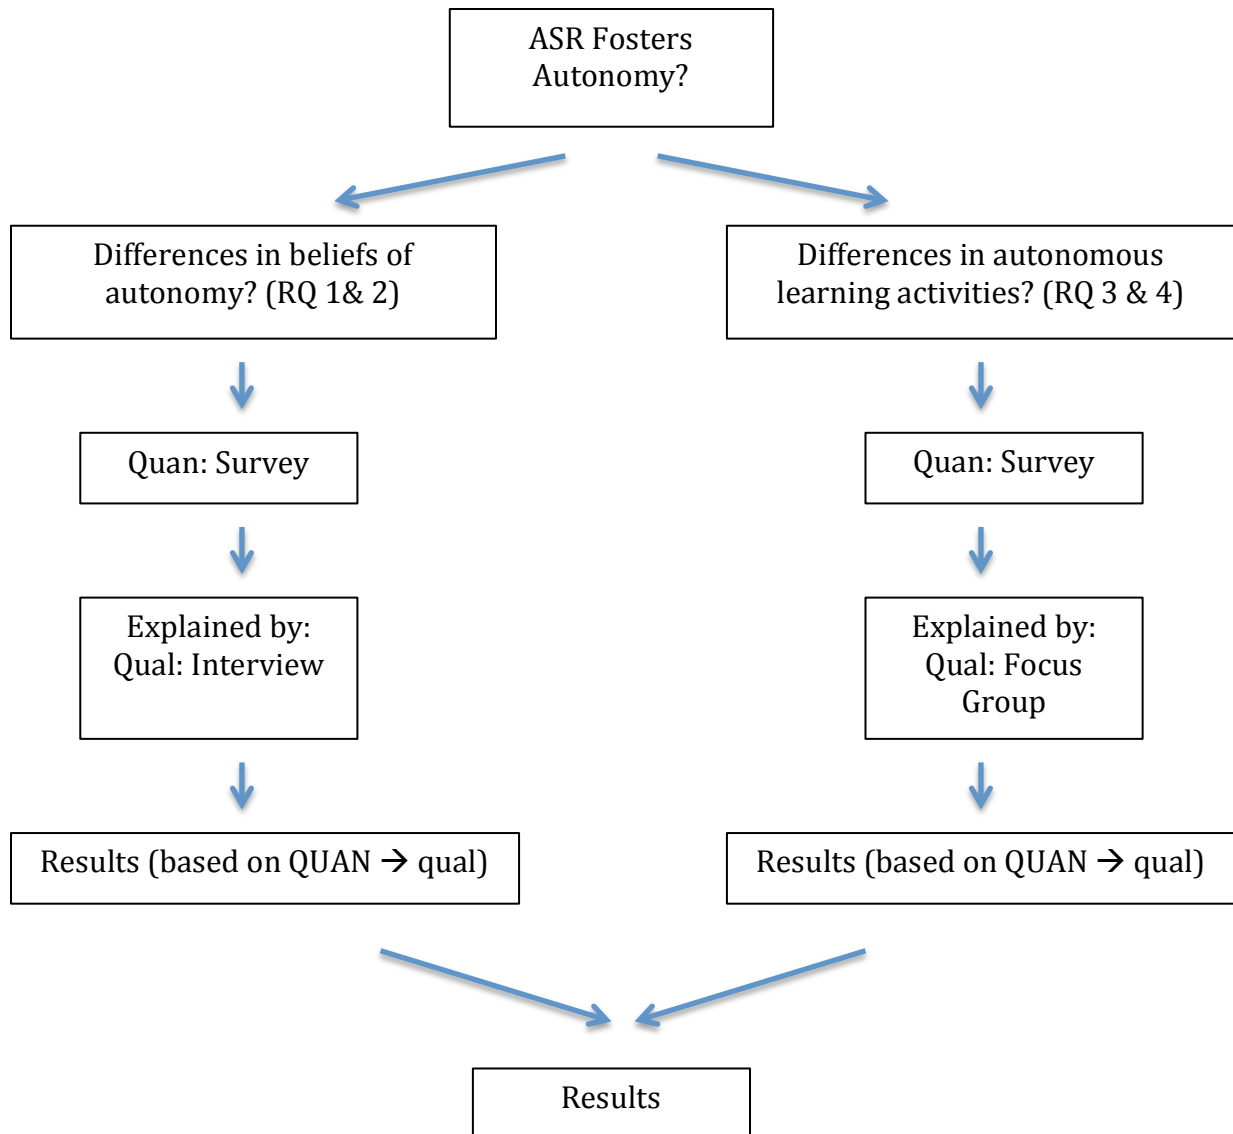 ASR Fosters
Autonomy?
Differences in beliefs of
autonomy? (RQ 1& 2)
Differences in autonomous
learning activities? (RQ 3 & 4)
Quan: Survey
Quan: Survey
Explained by:
Qual: Interview
Explained by:
Qual: Focus
Group
Results (based on QUAN → qual)
Results (based on QUAN → qual)
Results